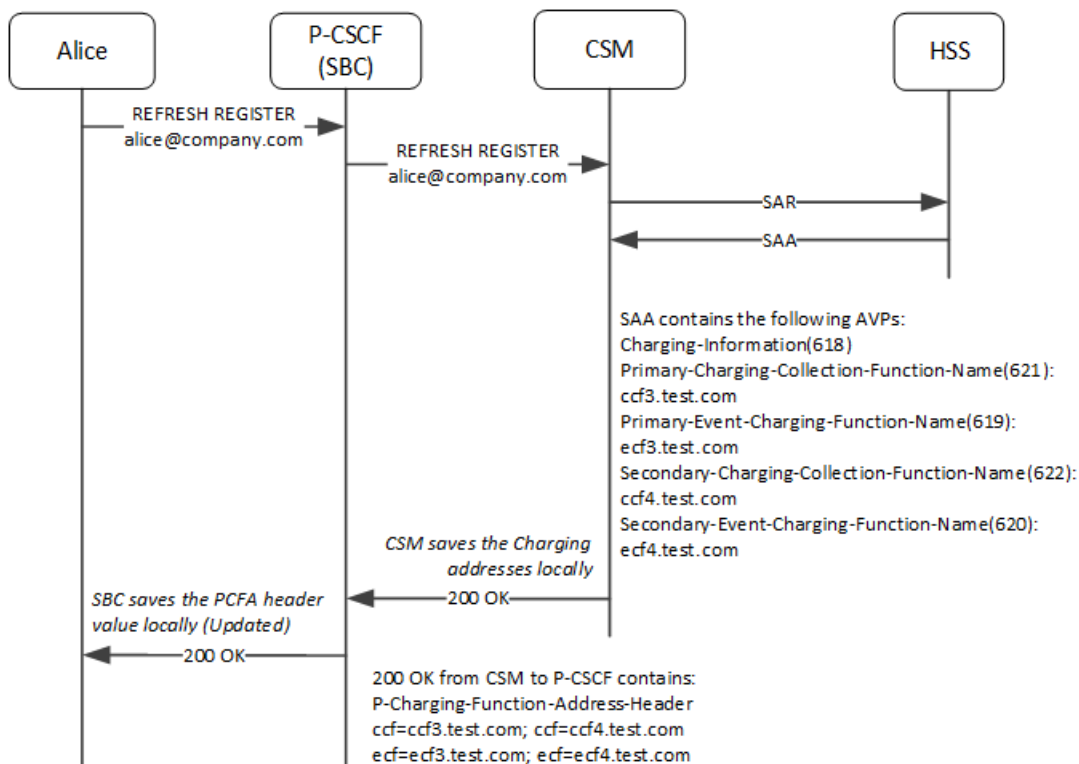 Alice
P-CSCF
(SBC)
CSM
HSS
REFRESH REGISTER
alice@company.com
REFRESH REGISTER
alice@company.com
SAR
SAA
SAA contains the following AVPs:
Charging-Information(618)
Primary-Charging-Collection-Function-Name(621):
ccf3.test.com
Primary-Event-Charging-Function-Name(619):
ecf3.test.com
Secondary-Charging-Collection-Function-Name(622):
ccf4.test.com
Secondary-Event-Charging-Function-Name(620):
ecf4.test.com
CSM saves the Charging
addresses locally
200 OK
SBC saves the PCFA header
value locally (Updated)
200 OK
200 OK from CSM to P-CSCF contains:
P-Charging-Function-Address-Header
ccf=ccf3.test.com; ccf=ccf4.test.com
ecf=ecf3.test.com; ecf=ecf4.test.com